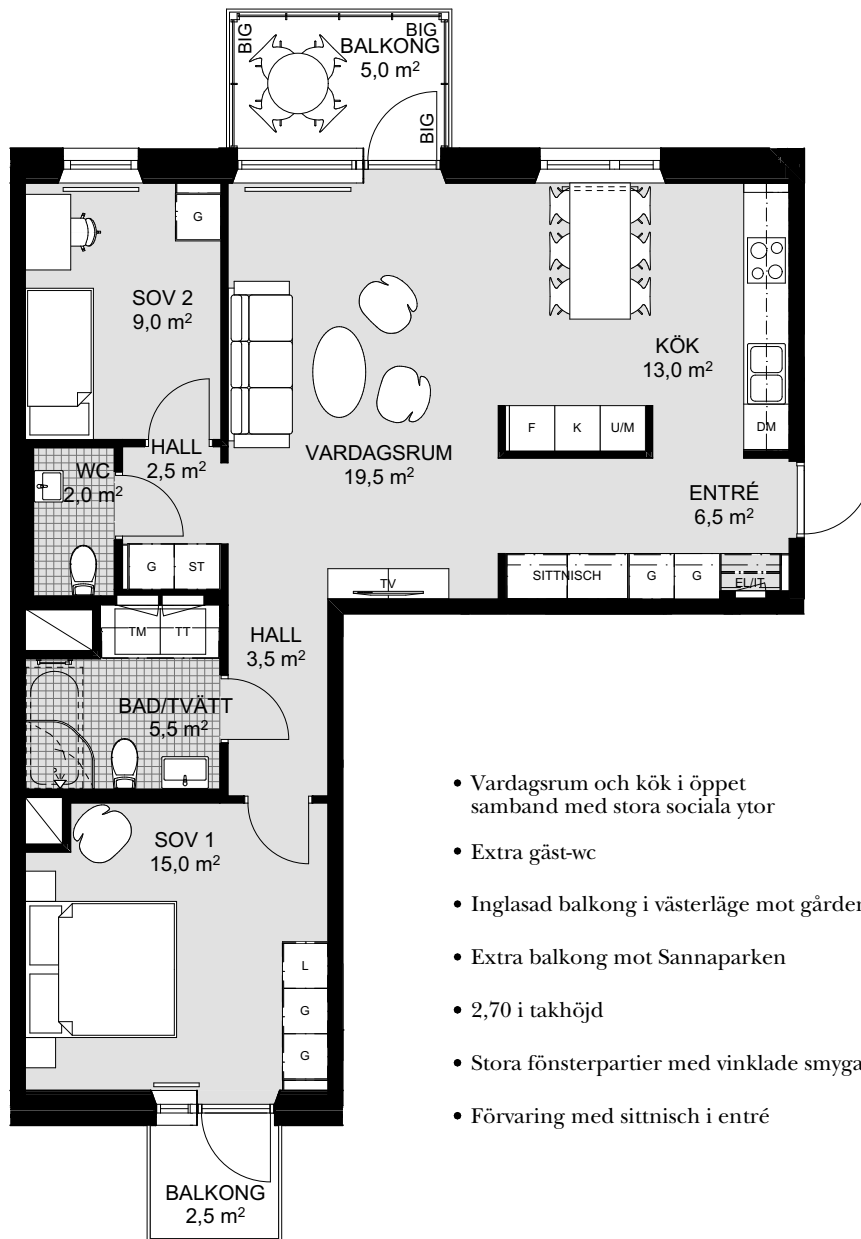 BIG
BIG
BALKONG
5,0 m²
BIG
G
SOV 2
9,0 m²
KÖK
13,0 m²
F
K
U/M
DM
HALL
2,5 m²
WC
2,0 m²
VARDAGSRUM
19,5 m²
ENTRÉ
6,5 m²
G
ST
TV
SITTNISCH
G
G
EL/IT
TM
TT
HALL
3,5 m²
BAD/TVÄTT
5,5 m²
SOV 1
15,0 m²
L
G
G
BALKONG
2,5 m²
• Vardagsrum och kök i öppet
samband med stora sociala ytor
• Extra gäst-wc
• Inglasad balkong i västerläge mot gården
• Extra balkong mot Sannaparken
• 2,70 i takhöjd
• Stora fönsterpartier med vinklade smyga
• Förvaring med sittnisch i entré